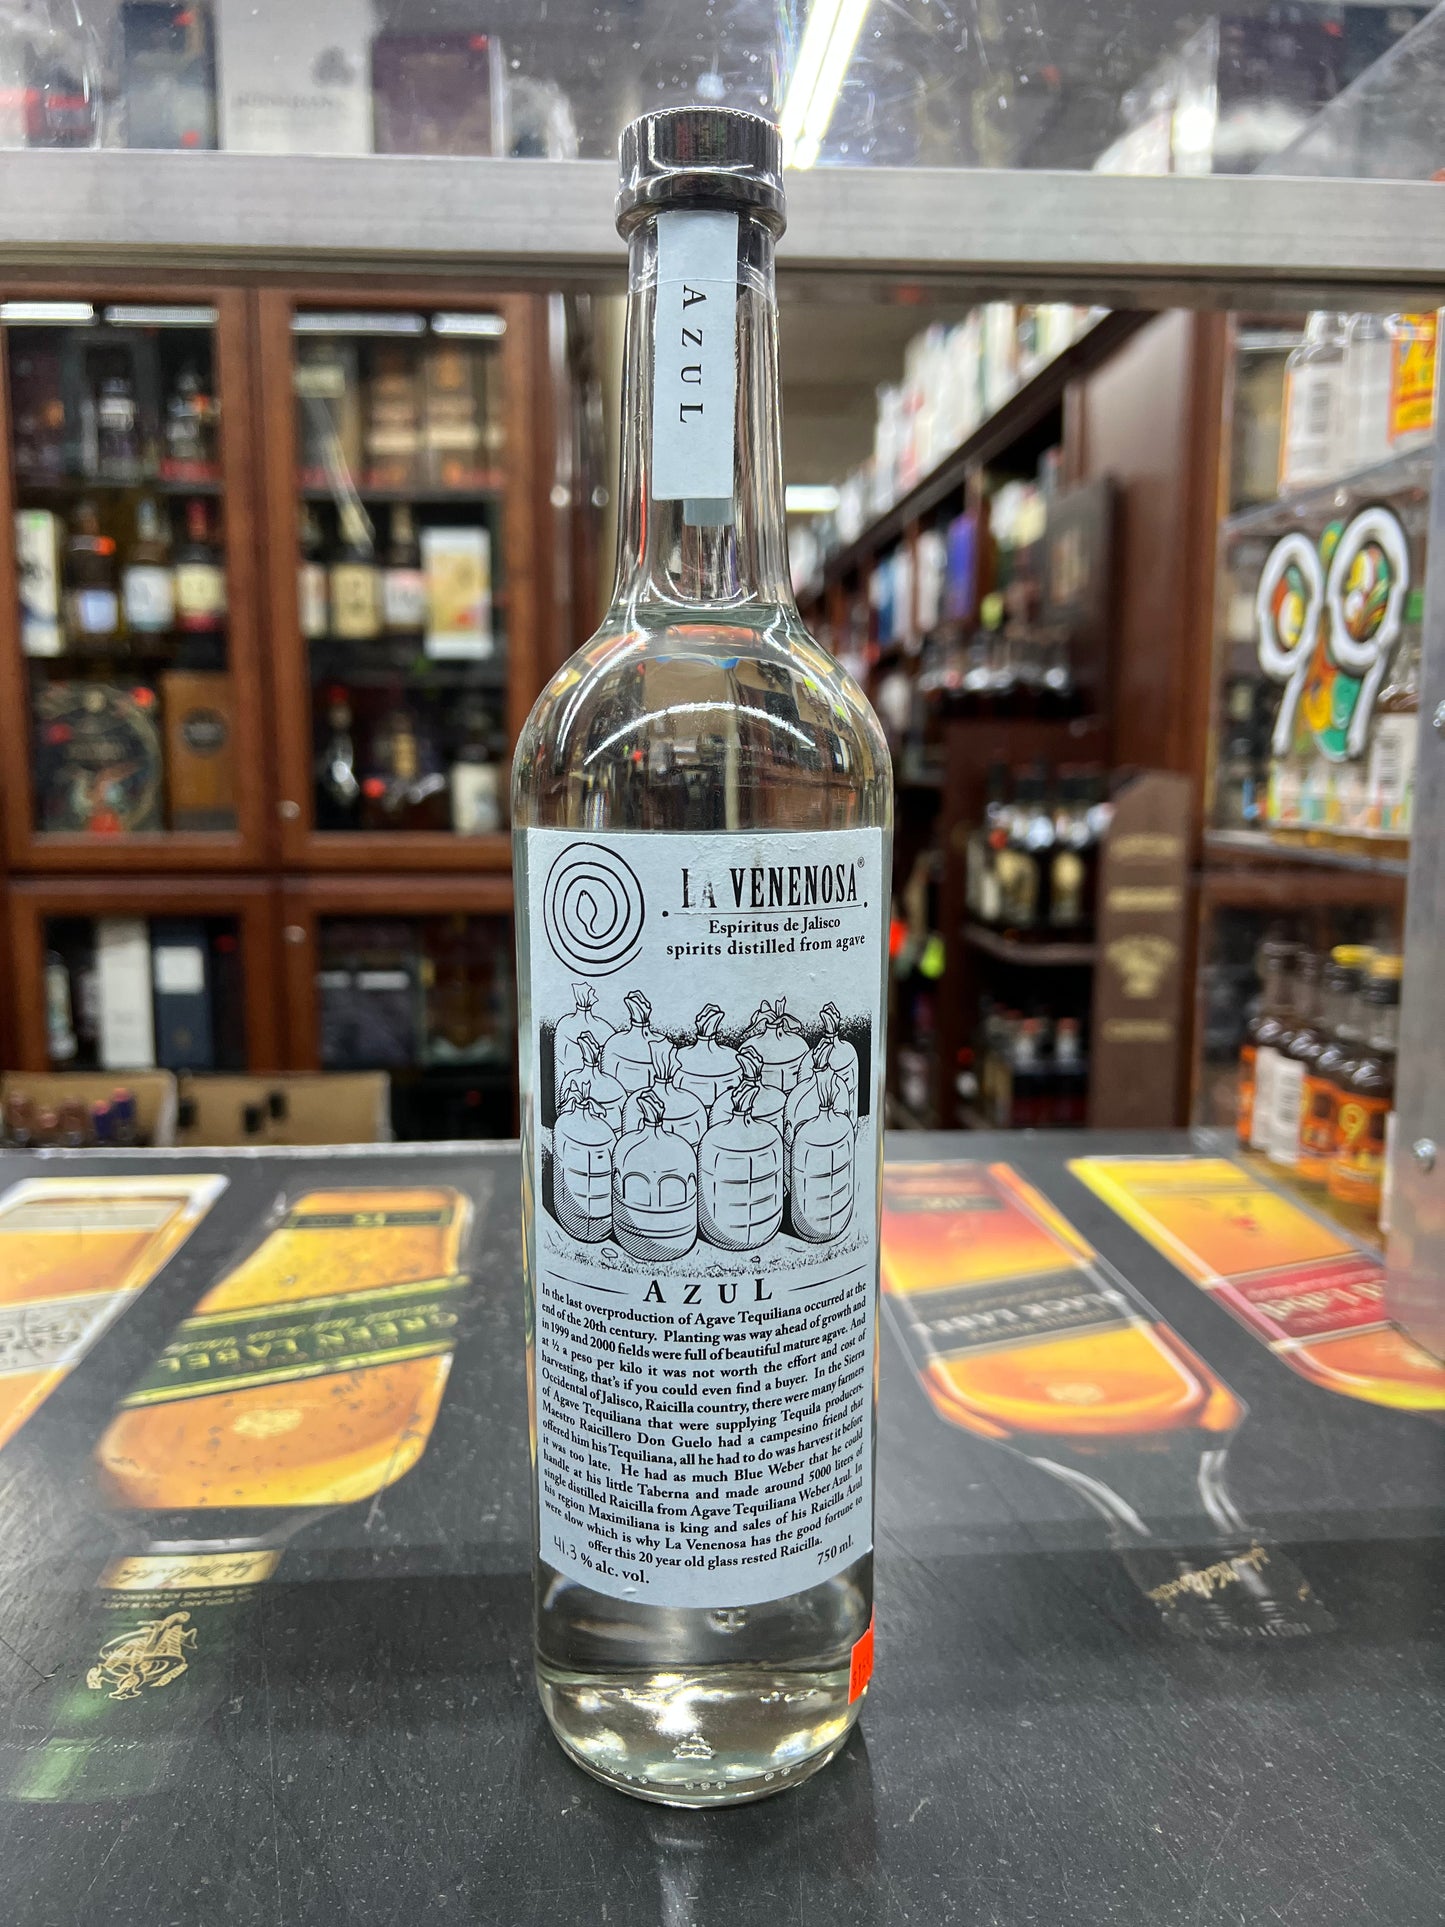 AZUL
LA VENENOSA®
Espíritus de Jalisco
spirits distilled from agave
AZUL
In the last overproduction of Agave Tequiliana occurred at the
end of the 20th century. Planting was way ahead of growth and
in 1999 and 2000 fields were full of beautiful mature agave. And
at ½ a peso per kilo it was not worth the effort and cost of
harvesting, that's if you could even find a buyer. In the Sierra
Occidental of Jalisco, Raicilla country, there were many farmers
of Agave Tequiliana that were supplying Tequila producers.
Maestro Raicillero Don Guelo had a campesino friend that
offered him his Tequiliana, all he had to do was harvest it before
it was too late. He had as much Blue Weber that he could
handle at his little Taberna and made around 5000 liters of
single distilled Raicilla from Agave Tequiliana Weber Azul. In
his region Maximiliana is king and sales of his Raicilla Azul
were slow which is why La Venenosa has the good fortune to
offer this 20 year old glass rested Raicilla.
41.3 % alc. vol.
750 ml.
GREEN LABEL